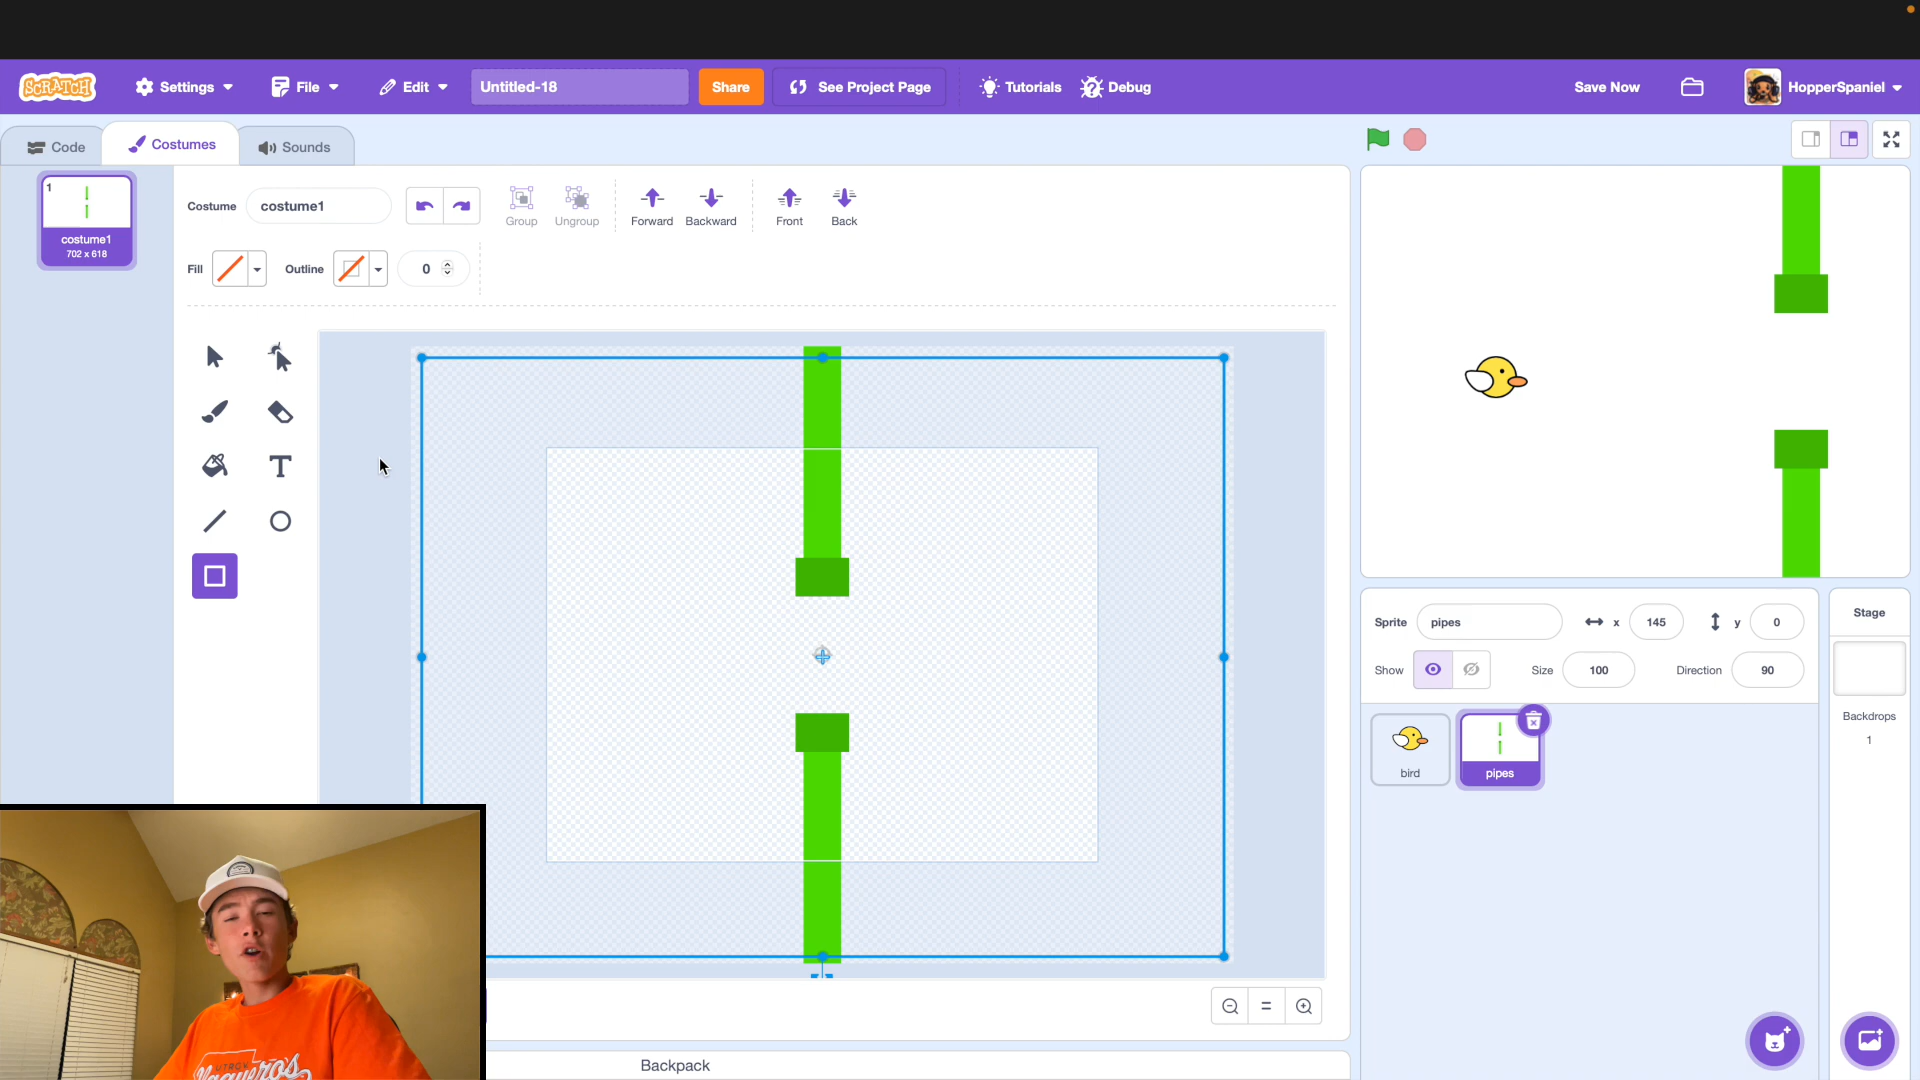 SCRATCH
Settings
File
Edit
Untitled-18
Share
See Project Page
Tutorials
Debug
Save Now
HopperSpaniel
Code
Costumes
Sounds
1
costume1
702 x 618
Costume
costume1
Group
Ungroup
Forward
Backward
Front
Back
Fill
Outline
0
T
Sprite
pipes
x
145
y
0
Show
Size
100
Direction
90
bird
pipes
Stage
Backdrops
1
Backpack
UTRGV
Vaqueros